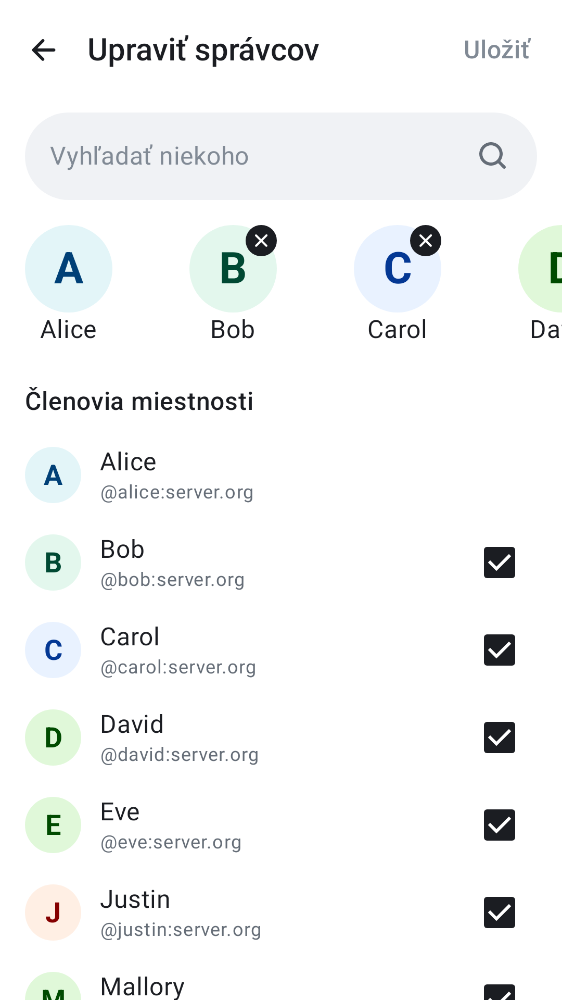 Upraviť správcov
Uložiť
Vyhľadať niekoho
A
B
C
D
Alice
Bob
Carol
Da
Členovia miestnosti
A
Alice
@alice:server.org
B
Bob
@bob:server.org
C
Carol
@carol:server.org
D
David
@david:server.org
E
Eve
@eve:server.org
J
Justin
@justin:server.org
M
Mallory